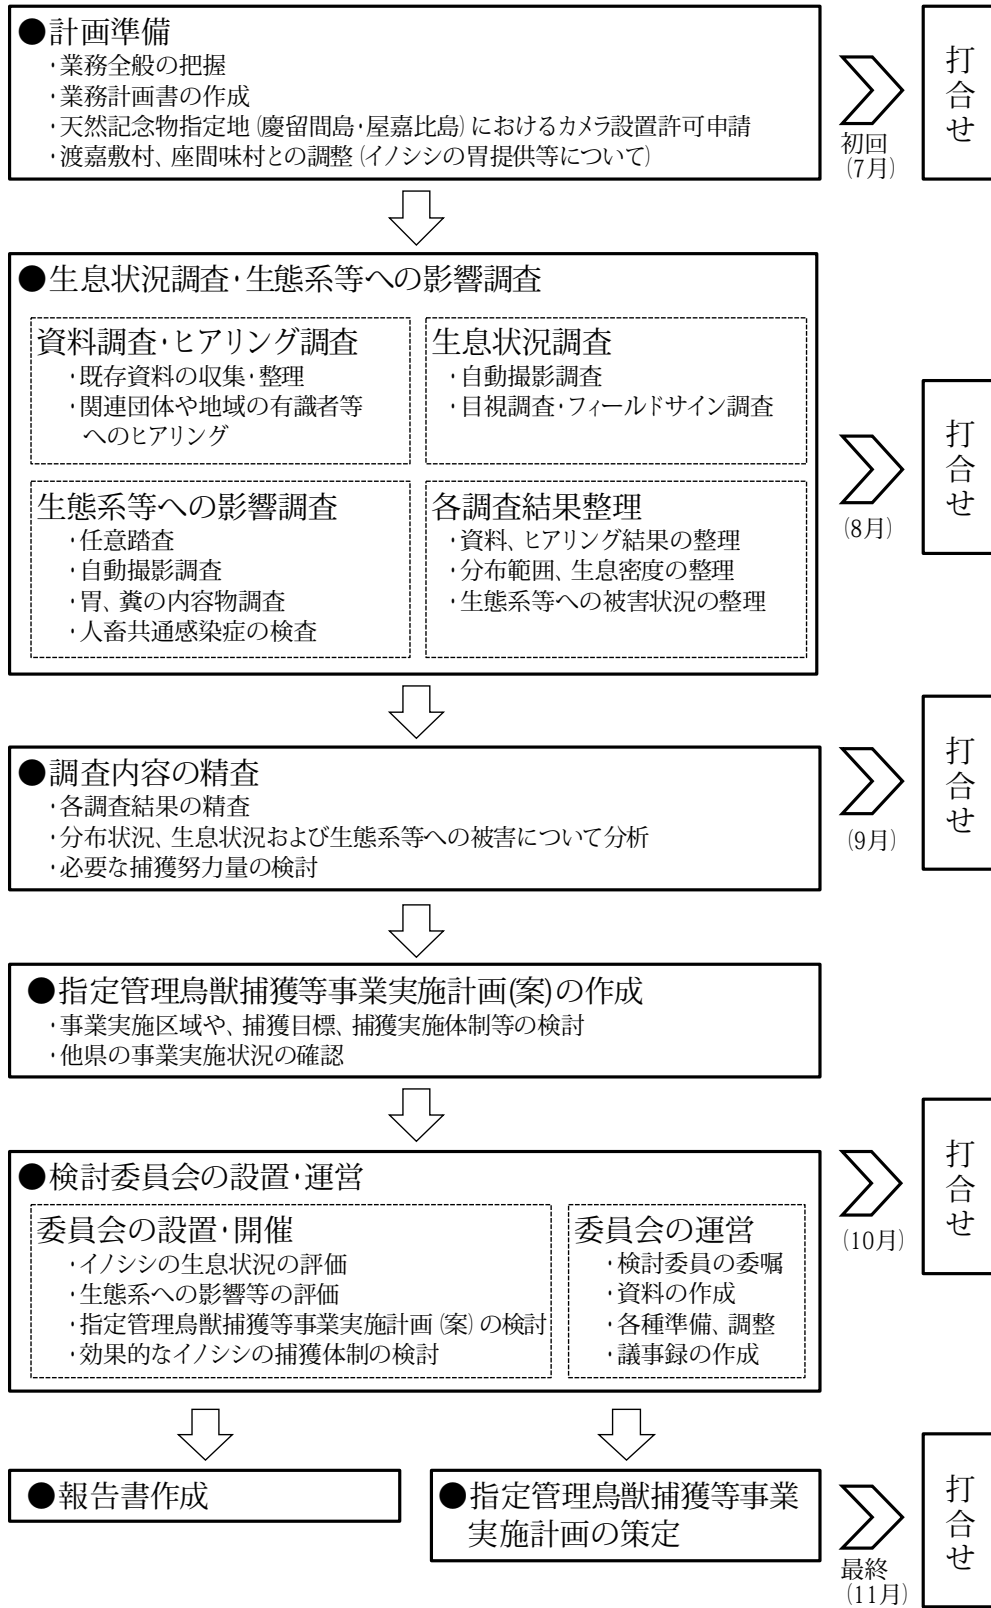 ●計画準備
・業務全般の把握
・業務計画書の作成
・天然記念物指定地（慶留間島・屋嘉比島）におけるカメラ設置許可申請
・渡嘉敷村、座間味村との調整（イノシシの胃提供等について）
初回
（7月）
打合せ
●生息状況調査・生態系等への影響調査
資料調査・ヒアリング調査
・既存資料の収集・整理
・関連団体や地域の有識者等
へのヒアリング
生息状況調査
・自動撮影調査
・目視調査・フィールドサイン調査
生態系等への影響調査
・任意踏査
・自動撮影調査
・胃、糞の内容物調査
・人畜共通感染症の検査
各調査結果整理
・資料、ヒアリング結果の整理
・分布範囲、生息密度の整理
・生態系等への被害状況の整理
（8月）
打合せ
●調査内容の精査
・各調査結果の精査
・分布状況、生息状況および生態系等への被害について分析
・必要な捕獲努力量の検討
（9月）
打合せ
●指定管理鳥獣捕獲等事業実施計画(案)の作成
・事業実施区域や、捕獲目標、捕獲実施体制等の検討
・他県の事業実施状況の確認
●検討委員会の設置・運営
委員会の設置・開催
・イノシシの生息状況の評価
・生態系への影響等の評価
・指定管理鳥獣捕獲等事業実施計画（案）の検討
・効果的なイノシシの捕獲体制の検討
委員会の運営
・検討委員の委嘱
・資料の作成
・各種準備、調整
・議事録の作成
（10月）
打合せ
●報告書作成
●指定管理鳥獣捕獲等事業
実施計画の策定
最終
（11月）
打合せ